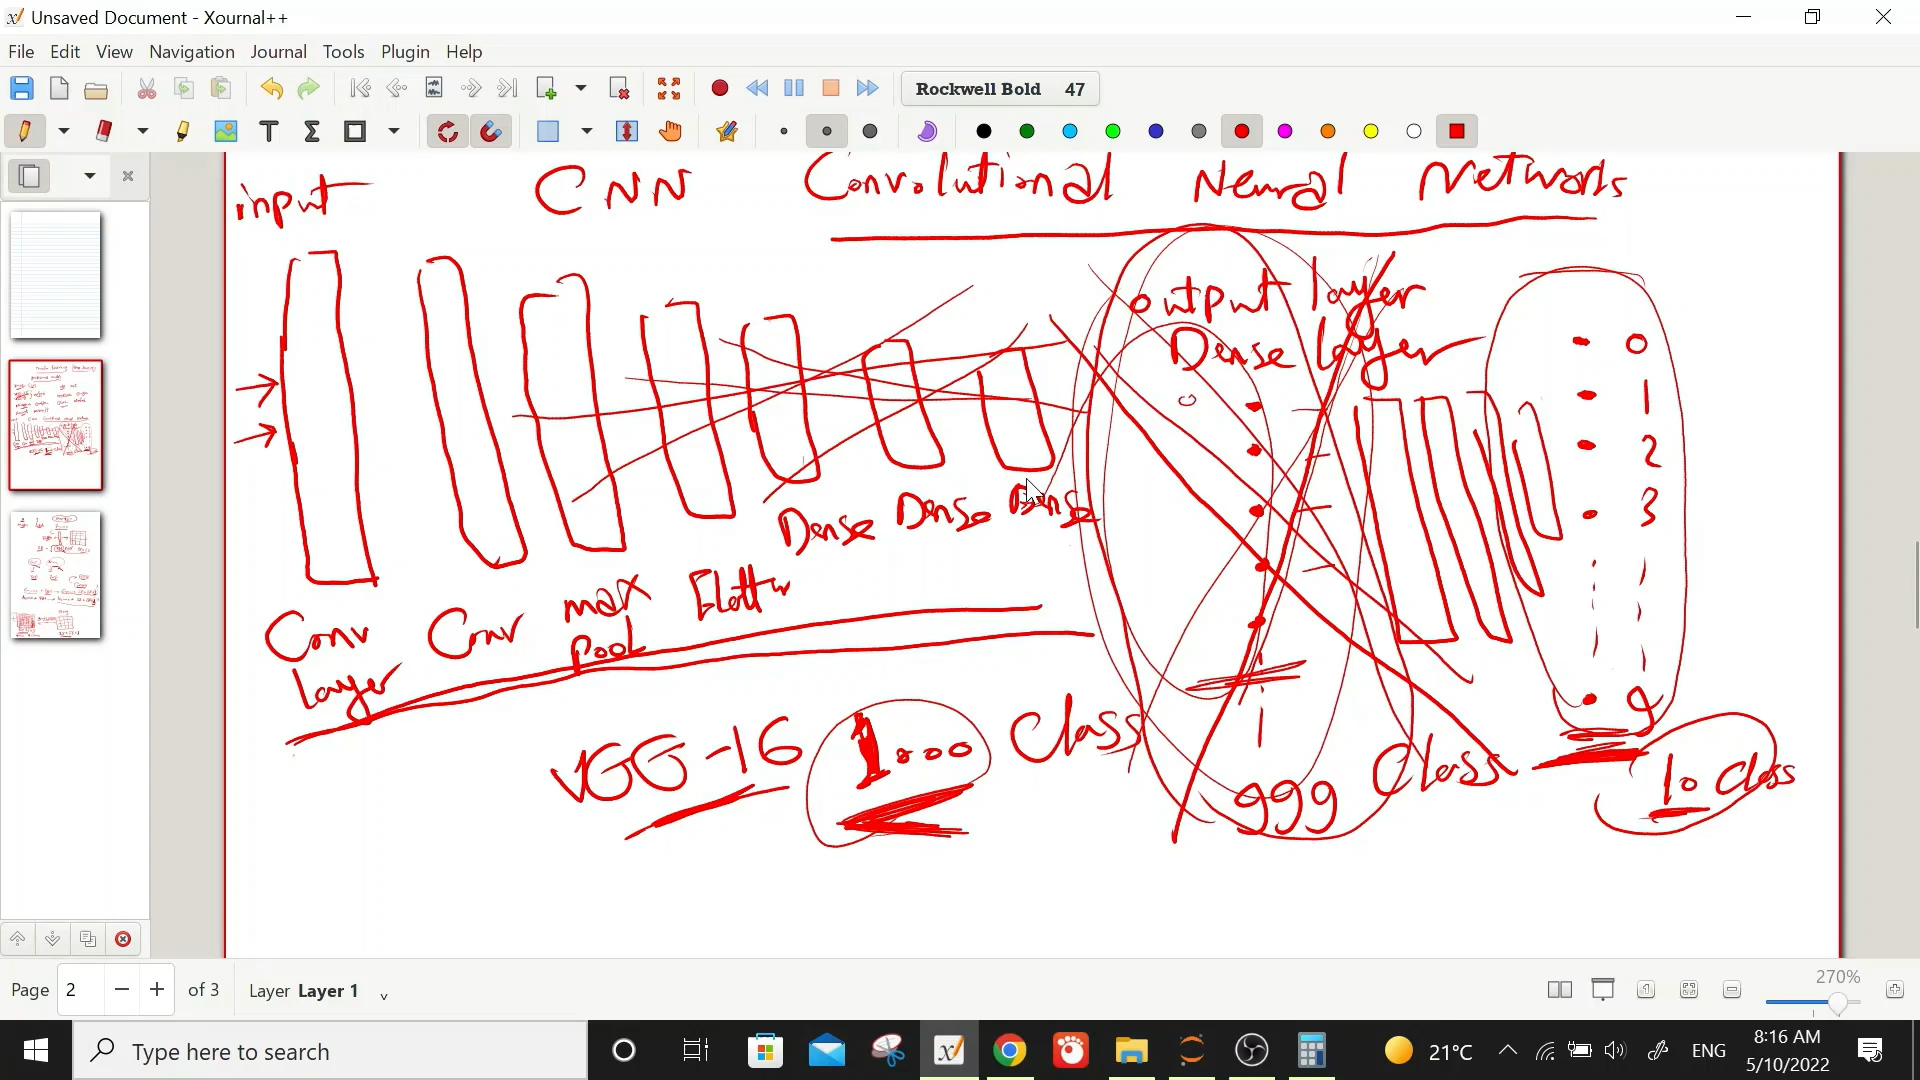 Unsaved Document - Xournal++
File Edit View Navigation Journal Tools Plugin Help
Rockwell Bold 47
input CNN Convolutional Neural Networks
output layer
Dense layer
0
1
2
3
9
Dense Dense Dense
Conv Conv max
Layer pool
VGG-16 1000 Class
999 Class
10 Class
Page 2 of 3 Layer Layer 1
270%
Type here to search
21°C ENG
8:16 AM
5/10/2022